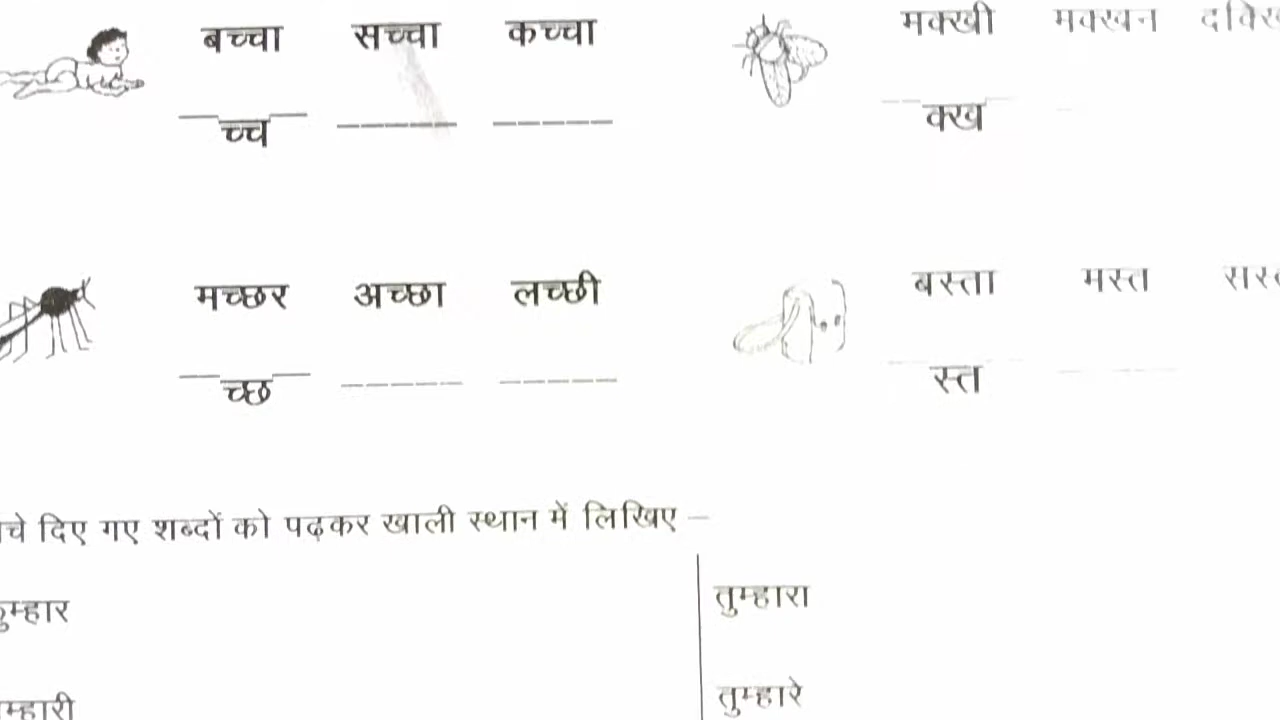 बच्चा सच्चा कच्चा
च्च
मक्खी मक्खन
क्ख
मच्छर अच्छा लच्छी
च्छ
बस्ता मस्त
स्त
दिए गए शब्दों को पढ़कर खाली स्थान में लिखिए –
तुम्हारा
तुम्हारे